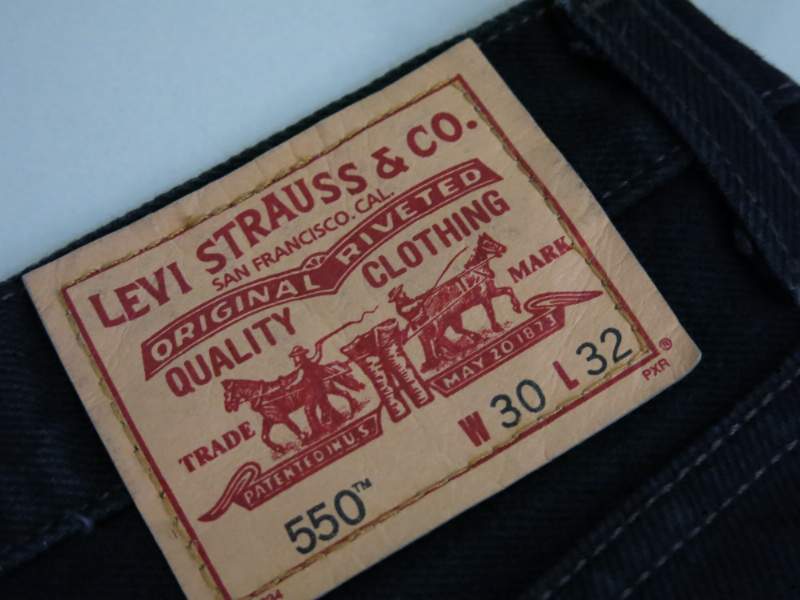 LEVI STRAUSS & CO.
SAN FRANCISCO. CAL.
ORIGINAL RIVETED
QUALITY CLOTHING
TRADE MARK
PATENTED IN U.S.
MAY 20 1873
550™
W 30 L 32
®
PXR